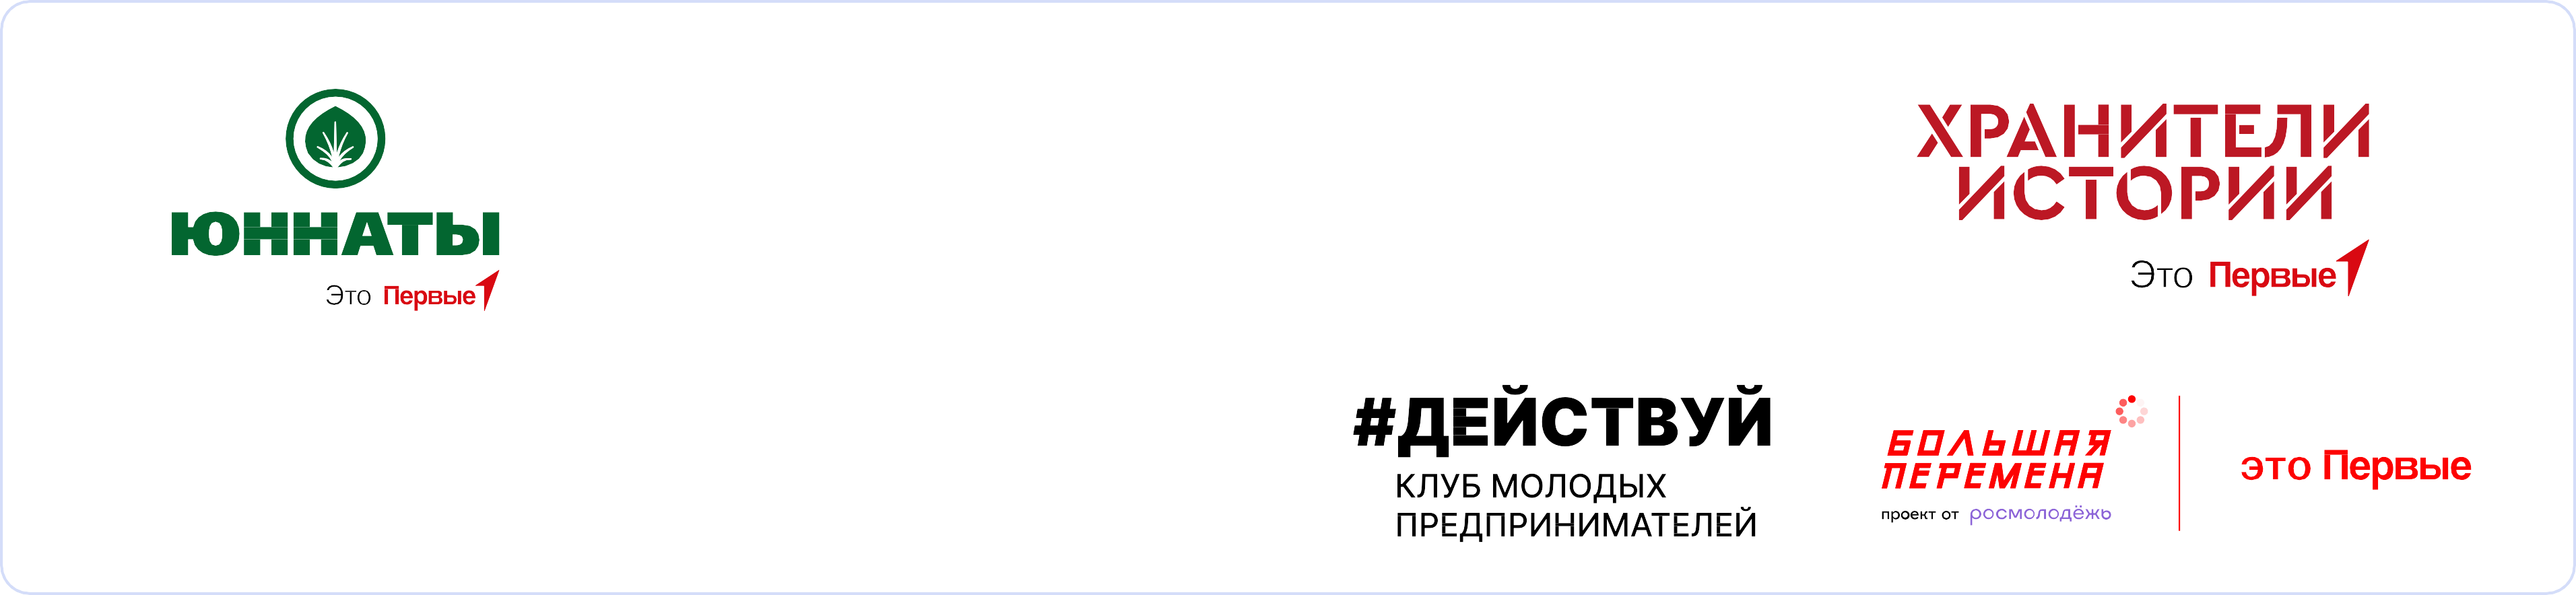 ЮННАТЫ
Это Первые
ХРАНИТЕЛИ
ИСТОРИИ
Это Первые
#ДЕЙСТВУЙ
КЛУБ МОЛОДЫХ
ПРЕДПРИНИМАТЕЛЕЙ
БОЛЬШАЯ
ПЕРЕМЕНА
проект от росмолодёжь
это Первые